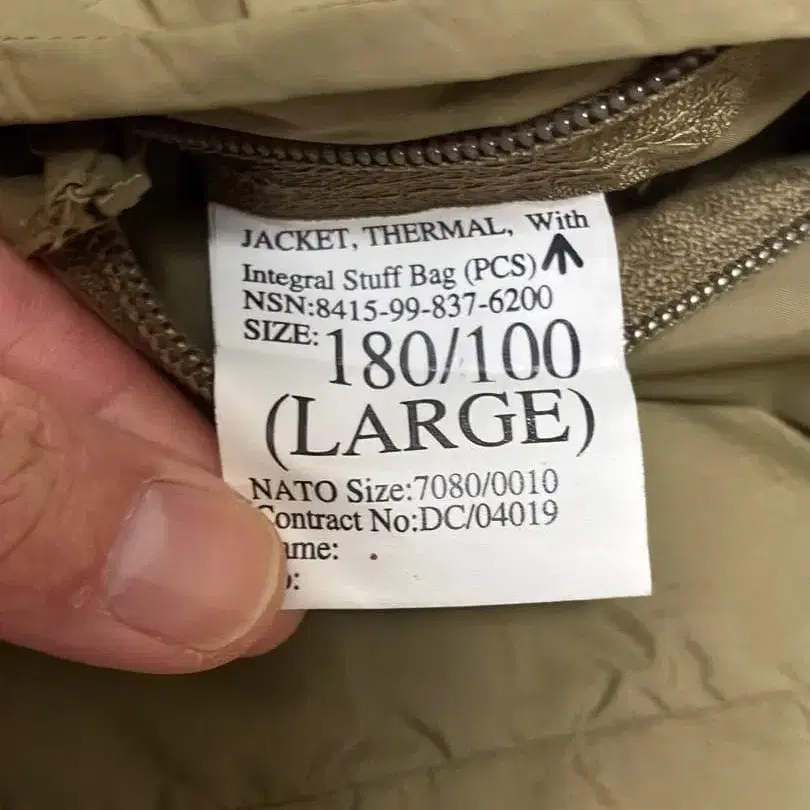 JACKET, THERMAL, With
Integral Stuff Bag (PCS)
NSN:8415-99-837-6200
SIZE: 180/100
(LARGE)
NATO Size:7080/0010
Contract No:DC/04019
ame:
o: